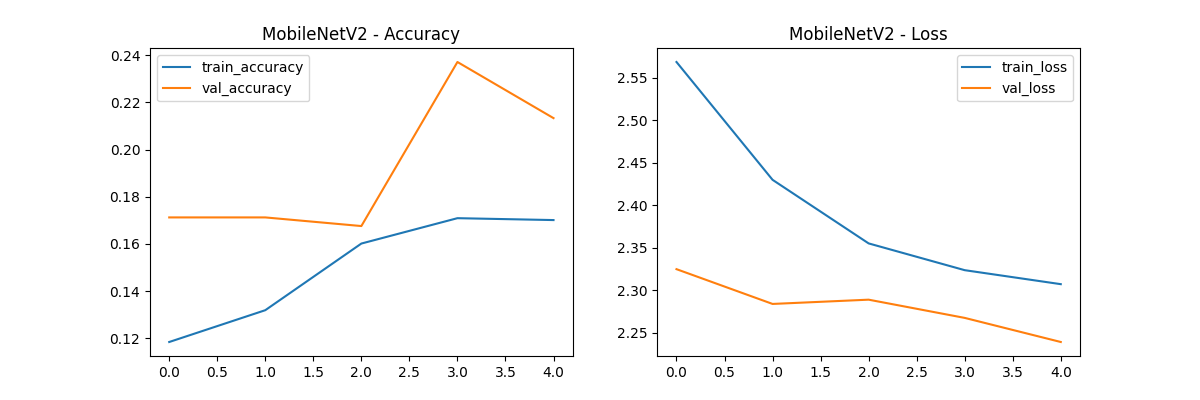 MobileNetV2 - Accuracy
train_accuracy
val_accuracy
0.24
0.22
0.20
0.18
0.16
0.14
0.12
0.0 0.5 1.0 1.5 2.0 2.5 3.0 3.5 4.0
MobileNetV2 - Loss
train_loss
val_loss
2.55
2.50
2.45
2.40
2.35
2.30
2.25
0.0 0.5 1.0 1.5 2.0 2.5 3.0 3.5 4.0